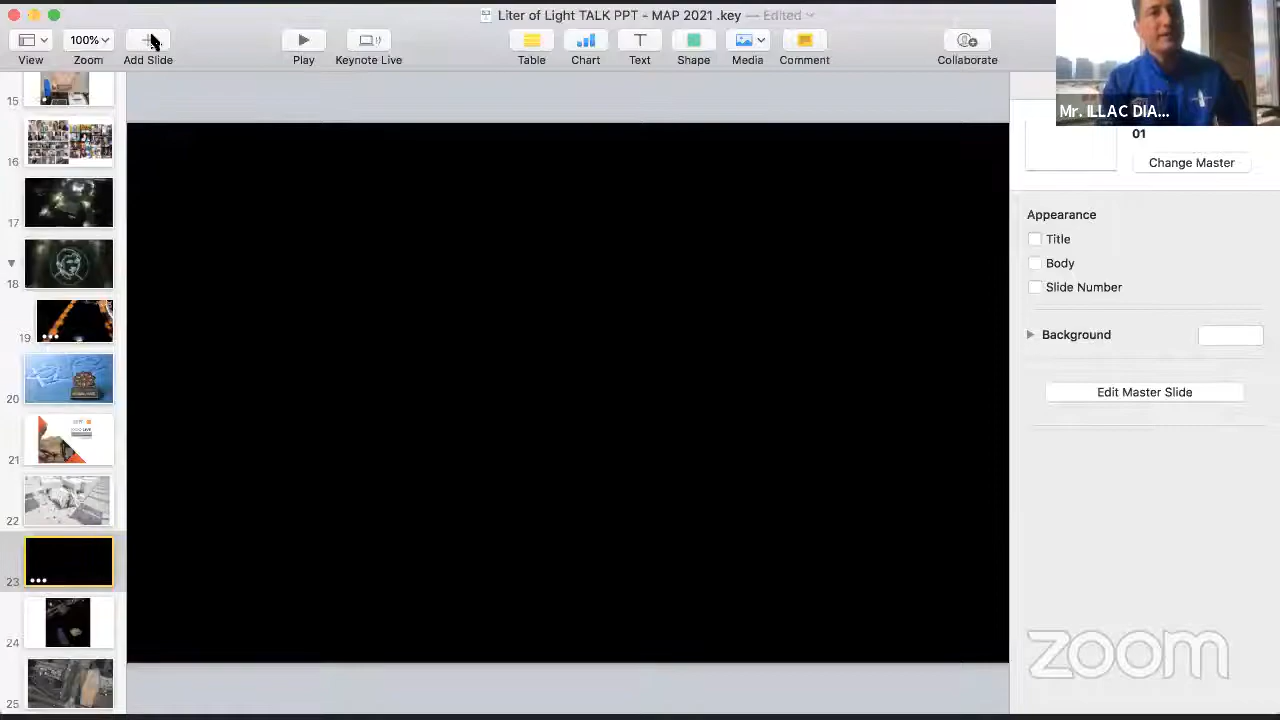 Liter of Light TALK PPT - MAP 2021 .key — Edited
100%
View
Zoom
Add Slide
Play
Keynote Live
Table
Chart
Text
Shape
Media
Comment
Collaborate
Mr. ILLAC DIA...
01
Change Master
Appearance
Title
Body
Slide Number
Background
Edit Master Slide
15
16
17
18
19
20
21
22
23
24
25
zoom